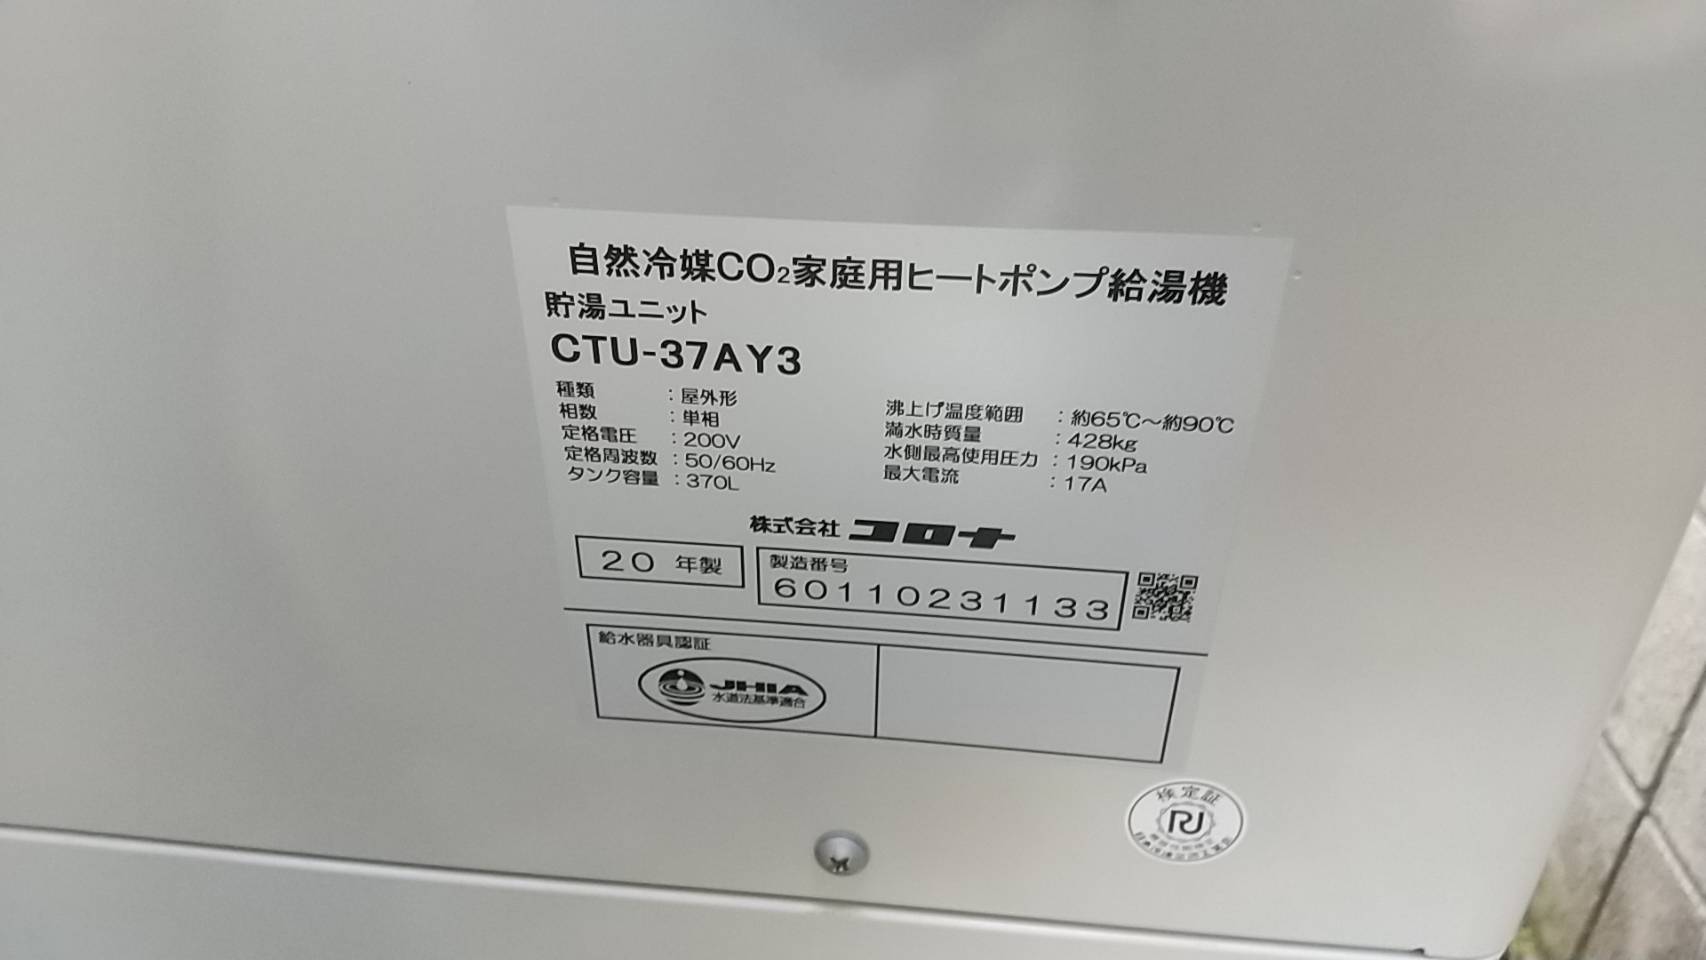 自然冷媒CO₂家庭用ヒートポンプ給湯機
貯湯ユニット
CTU-37AY3
種類 :屋外形
相数 :単相
定格電圧 :200V
定格周波数 :50/60Hz
タンク容量 :370L
沸上げ温度範囲 :約65℃～約90℃
満水時質量 :428kg
水側最高使用圧力 :190kPa
最大電流 :17A
株式会社 コロナ
20 年製
製造番号
60110231133
給水器具認証
JHIA
水道法基準適合
検定証